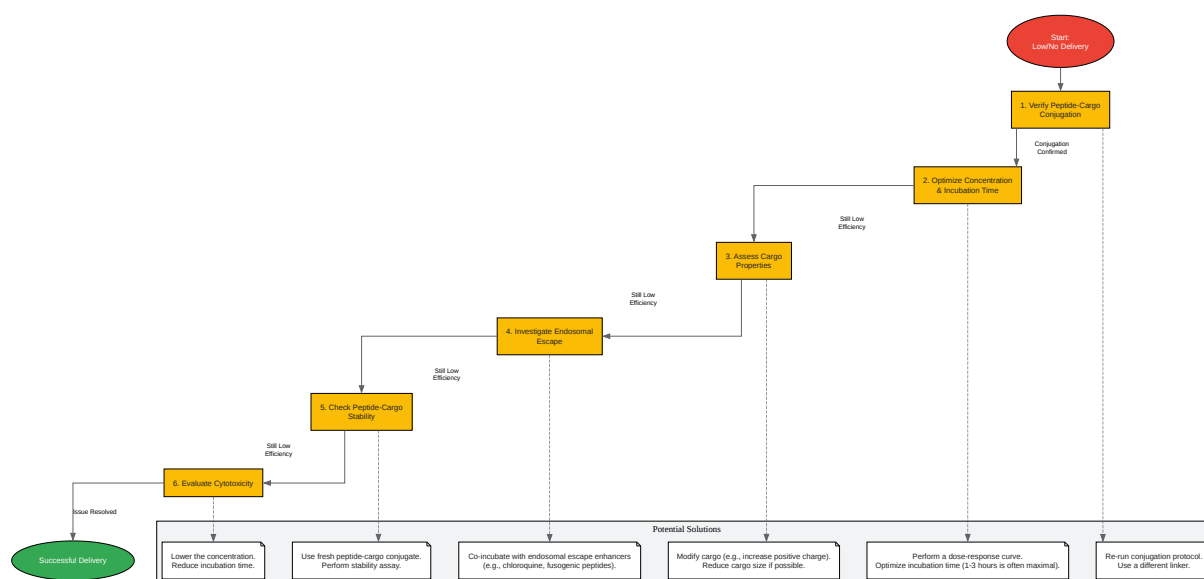 Start:
Low/No Delivery
1. Verify Peptide-Cargo
Conjugation
Conjugation
Confirmed
2. Optimize Concentration
& Incubation Time
Still Low
Efficiency
3. Assess Cargo
Properties
Still Low
Efficiency
4. Investigate Endosomal
Escape
Still Low
Efficiency
5. Check Peptide-Cargo
Stability
Still Low
Efficiency
6. Evaluate Cytotoxicity
Issue Resolved
Successful Delivery
Potential Solutions
Lower the concentration.
Reduce incubation time.
Use fresh peptide-cargo conjugate.
Perform stability assay.
Co-incubate with endosomal escape enhancers
(e.g., chloroquine, fusogenic peptides).
Modify cargo (e.g., increase positive charge).
Reduce cargo size if possible.
Perform a dose-response curve.
Optimize incubation time (1-3 hours is often maximal).
Re-run conjugation protocol.
Use a different linker.